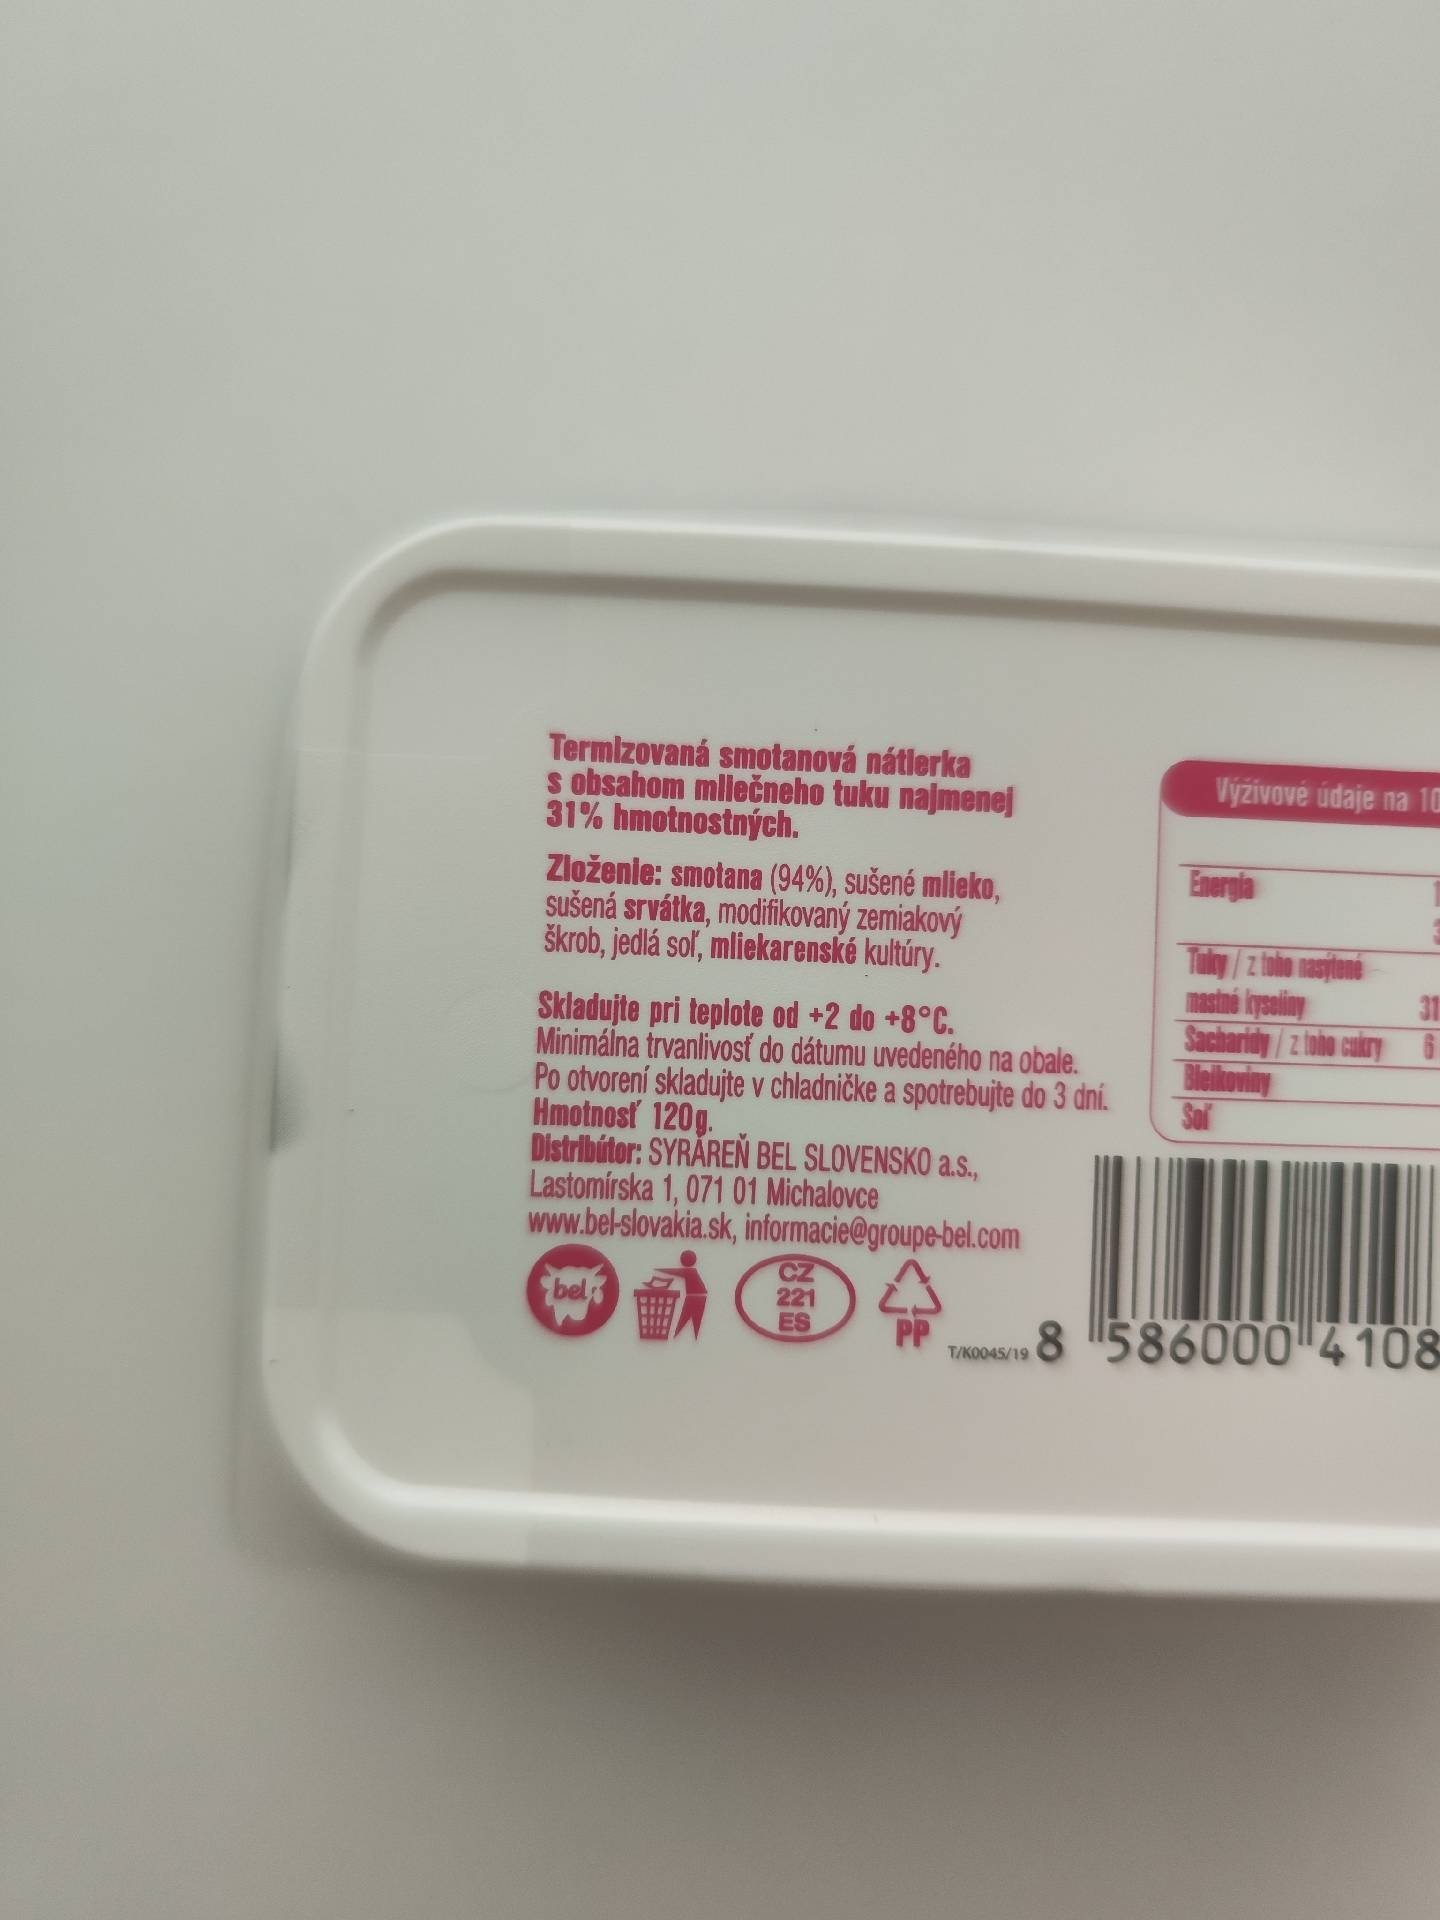 Termizovaná smotanová nátierka
s obsahom mliečneho tuku najmenej
31% hmotnostných.
Zloženie: smotana (94%), sušené mlieko,
sušená srvátka, modifikovaný zemiakový
škrob, jedlá soľ, mliekarenské kultúry.
Skladujte pri teplote od +2 do +8°C.
Minimálna trvanlivosť do dátumu uvedeného na obale.
Po otvorení skladujte v chladničke a spotrebujte do 3 dní.
Hmotnosť 120g.
Distribútor: SYRÁREŇ BEL SLOVENSKO a.s.,
Lastomírska 1, 071 01 Michalovce
www.bel-slovakia.sk, informacie@groupe-bel.com
bel
CZ
221
ES
PP
T/K0045/19
Výživové údaje na 10
Energia
Tuky / z toho nasýtené
mastné kyseliny 31
Sacharidy / z toho cukry 6
Bielkoviny
Soľ
8 586000 4108